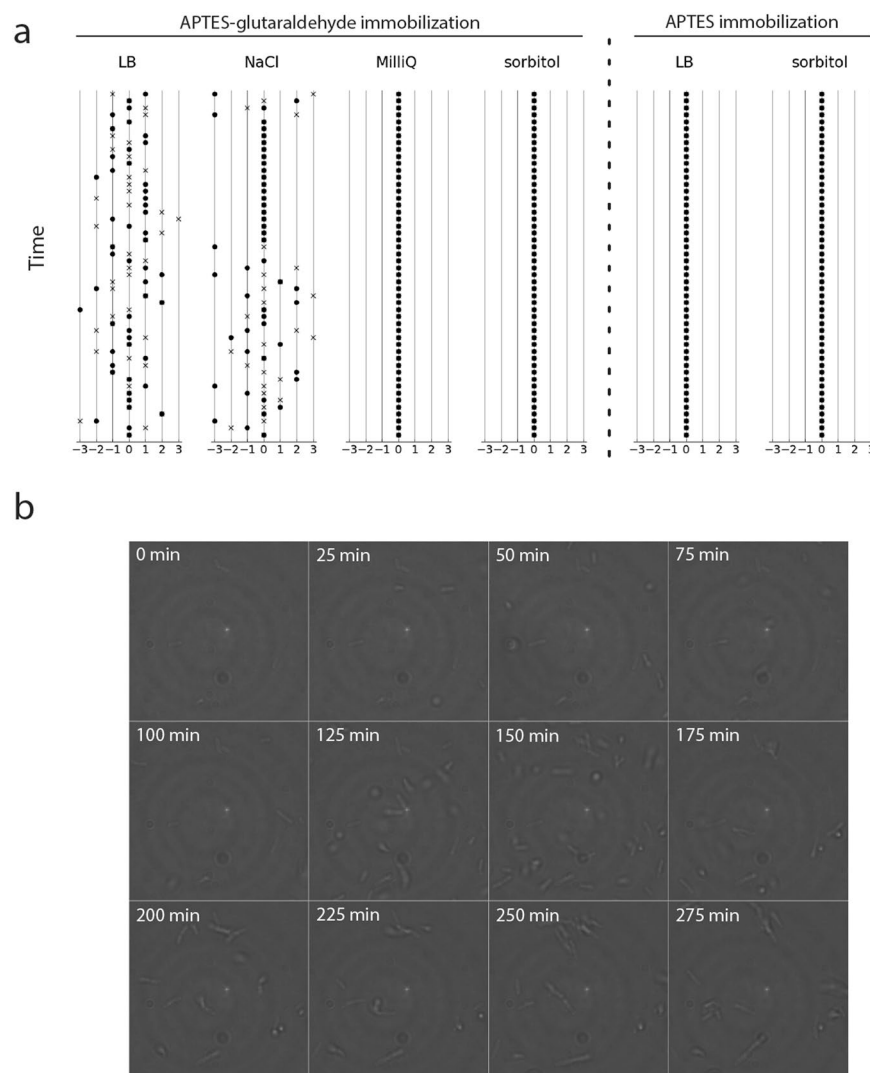 a
APTES-glutaraldehyde immobilization
APTES immobilization
LB NaCl MilliQ sorbitol LB sorbitol
Time
−3 −2 −1 0 1 2 3 −3 −2 −1 0 1 2 3 −3 −2 −1 0 1 2 3 −3 −2 −1 0 1 2 3 −3 −2 −1 0 1 2 3 −3 −2 −1 0 1 2 3
b
0 min 25 min 50 min 75 min
100 min 125 min 150 min 175 min
200 min 225 min 250 min 275 min